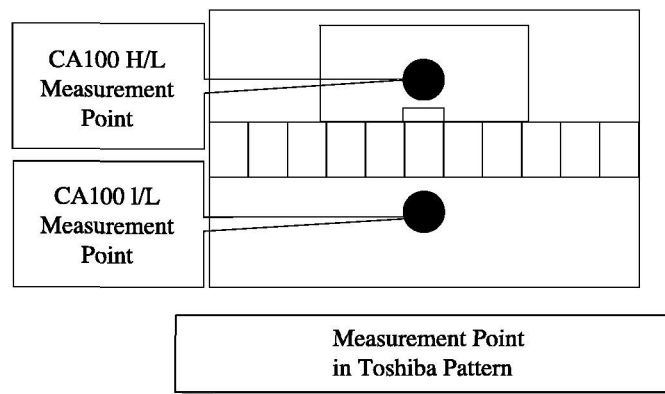 CA100 H/L
Measurement
Point
CA100 l/L
Measurement
Point
Measurement Point
in Toshiba Pattern